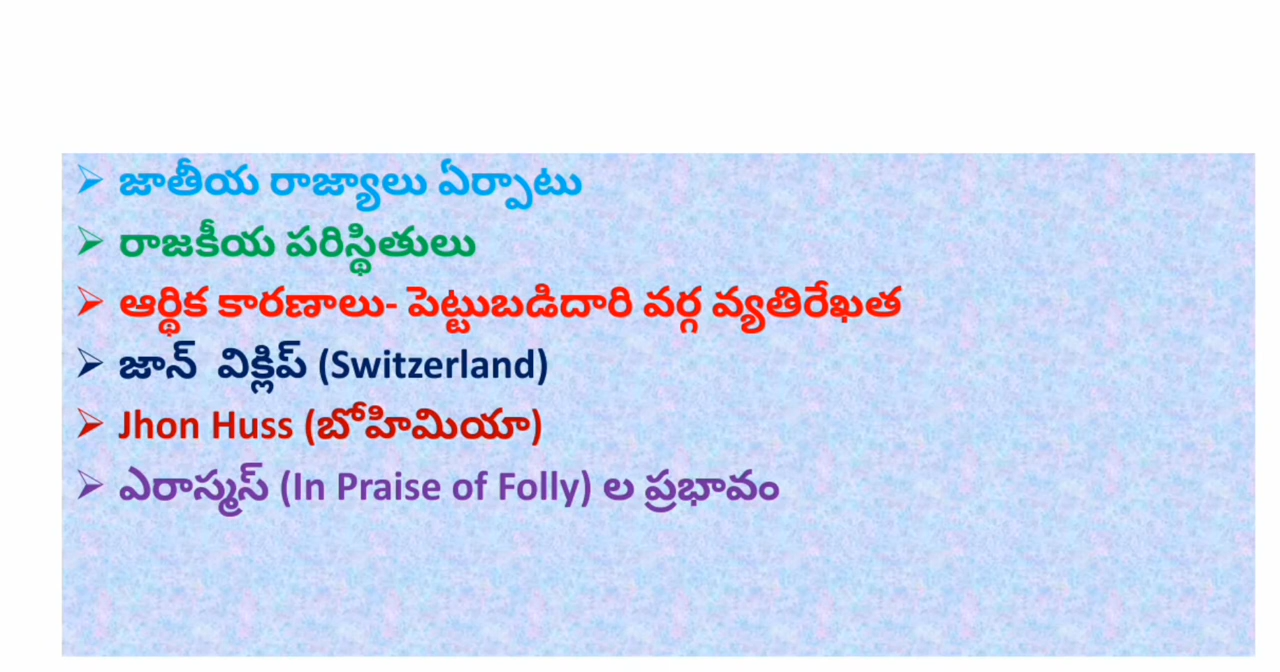 జాతీయ రాజ్యాలు ఏర్పాటు
రాజకీయ పరిస్థితులు
ఆర్థిక కారణాలు- పెట్టుబడిదారి వర్గ వ్యతిరేఖత
జాన్ విక్లిప్ (Switzerland)
Jhon Huss (బోహిమియా)
ఎరాస్మస్ (In Praise of Folly) ల ప్రభావం